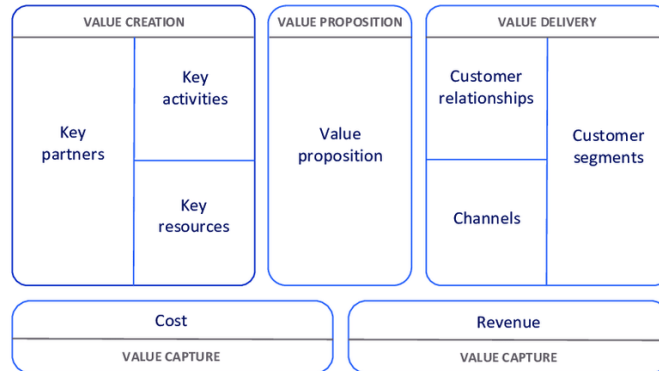 VALUE CREATION
VALUE PROPOSITION
VALUE DELIVERY
Key
partners
Key
activities
Key
resources
Value
proposition
Customer
relationships
Channels
Customer
segments
Cost
VALUE CAPTURE
Revenue
VALUE CAPTURE